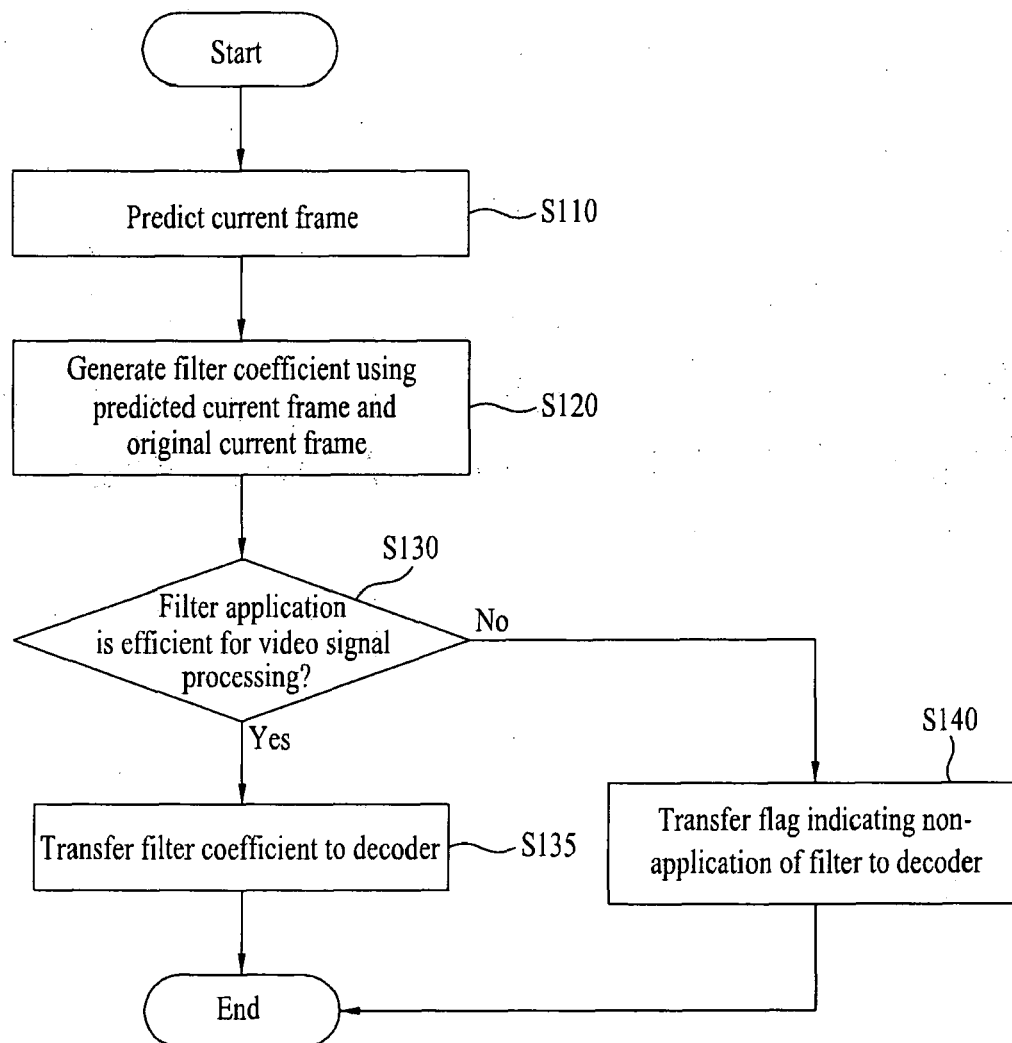 Start
Predict current frame
S110
Generate filter coefficient using
predicted current frame and
original current frame
S120
S130
Filter application
is efficient for video signal
processing?
No
Yes
S140
Transfer filter coefficient to decoder
S135
Transfer flag indicating non-
application of filter to decoder
End